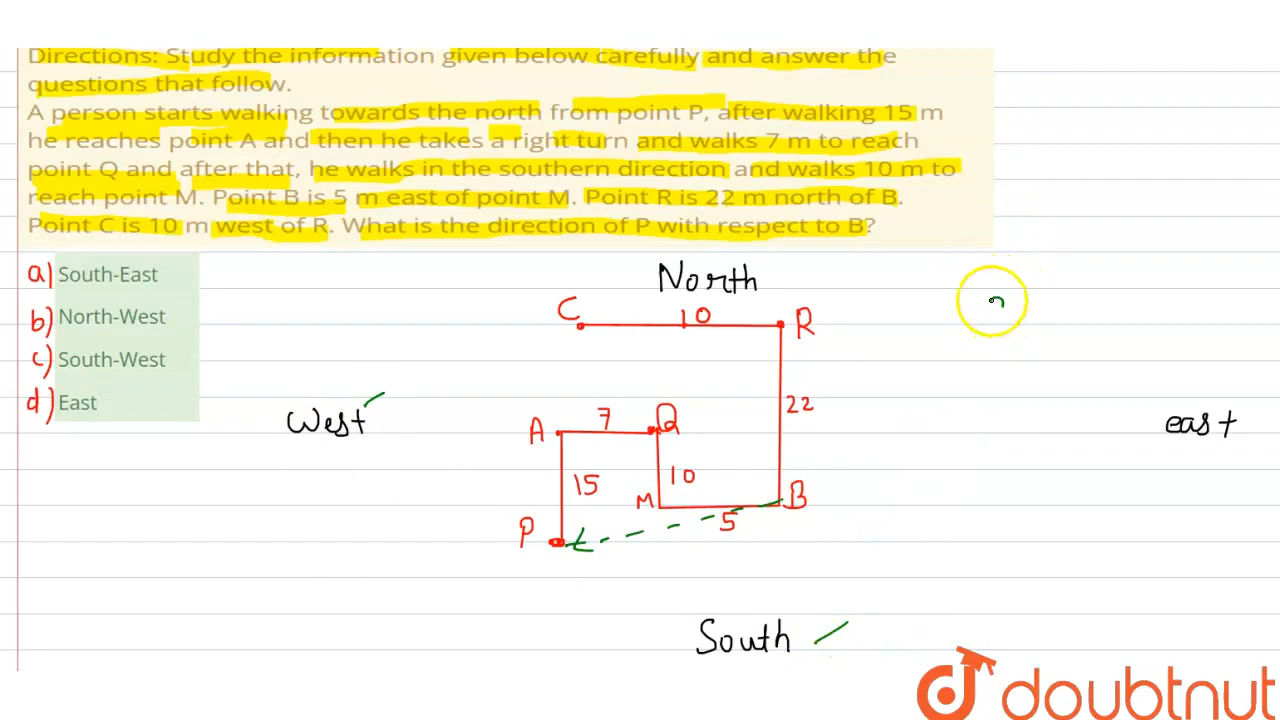 Directions: Study the information given below carefully and answer the
questions that follow.
A person starts walking towards the north from point P, after walking 15 m
he reaches point A and then he takes a right turn and walks 7 m to reach
point Q and after that, he walks in the southern direction and walks 10 m to
reach point M. Point B is 5 m east of point M. Point R is 22 m north of B.
Point C is 10 m west of R. What is the direction of P with respect to B?
a) South-East
b) North-West
c) South-West
d) East
North
C 10 R
West
A 7 Q
22
east
15 10
M B
5
P
South
doubtnut